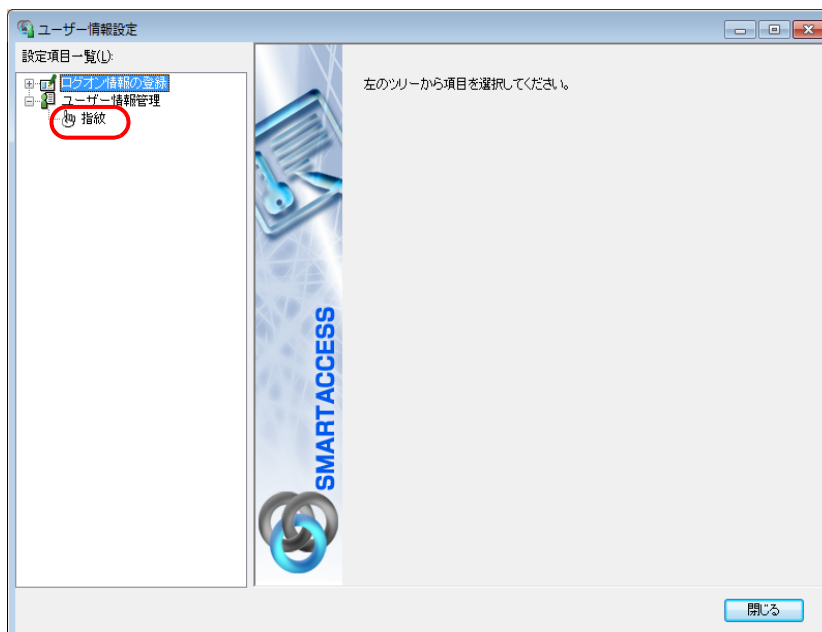 ユーザー情報設定
設定項目一覧(L):
ログオン情報の登録
ユーザー情報管理
指紋
左のツリーから項目を選択してください。
SMARTACCESS
閉じる